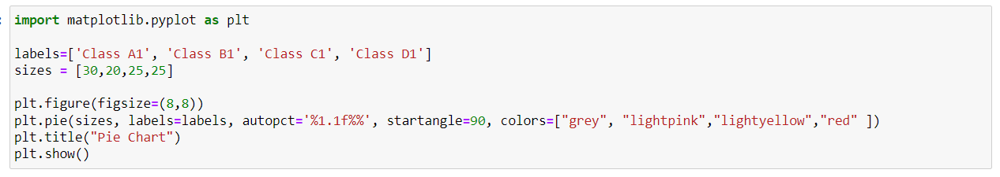 import matplotlib.pyplot as plt
labels=['Class A1', 'Class B1', 'Class C1', 'Class D1']
sizes = [30,20,25,25]
plt.figure(figsize=(8,8))
plt.pie(sizes, labels=labels, autopct='%1.1f%%', startangle=90, colors=["grey", "lightpink","lightyellow","red" ])
plt.title("Pie Chart")
plt.show()